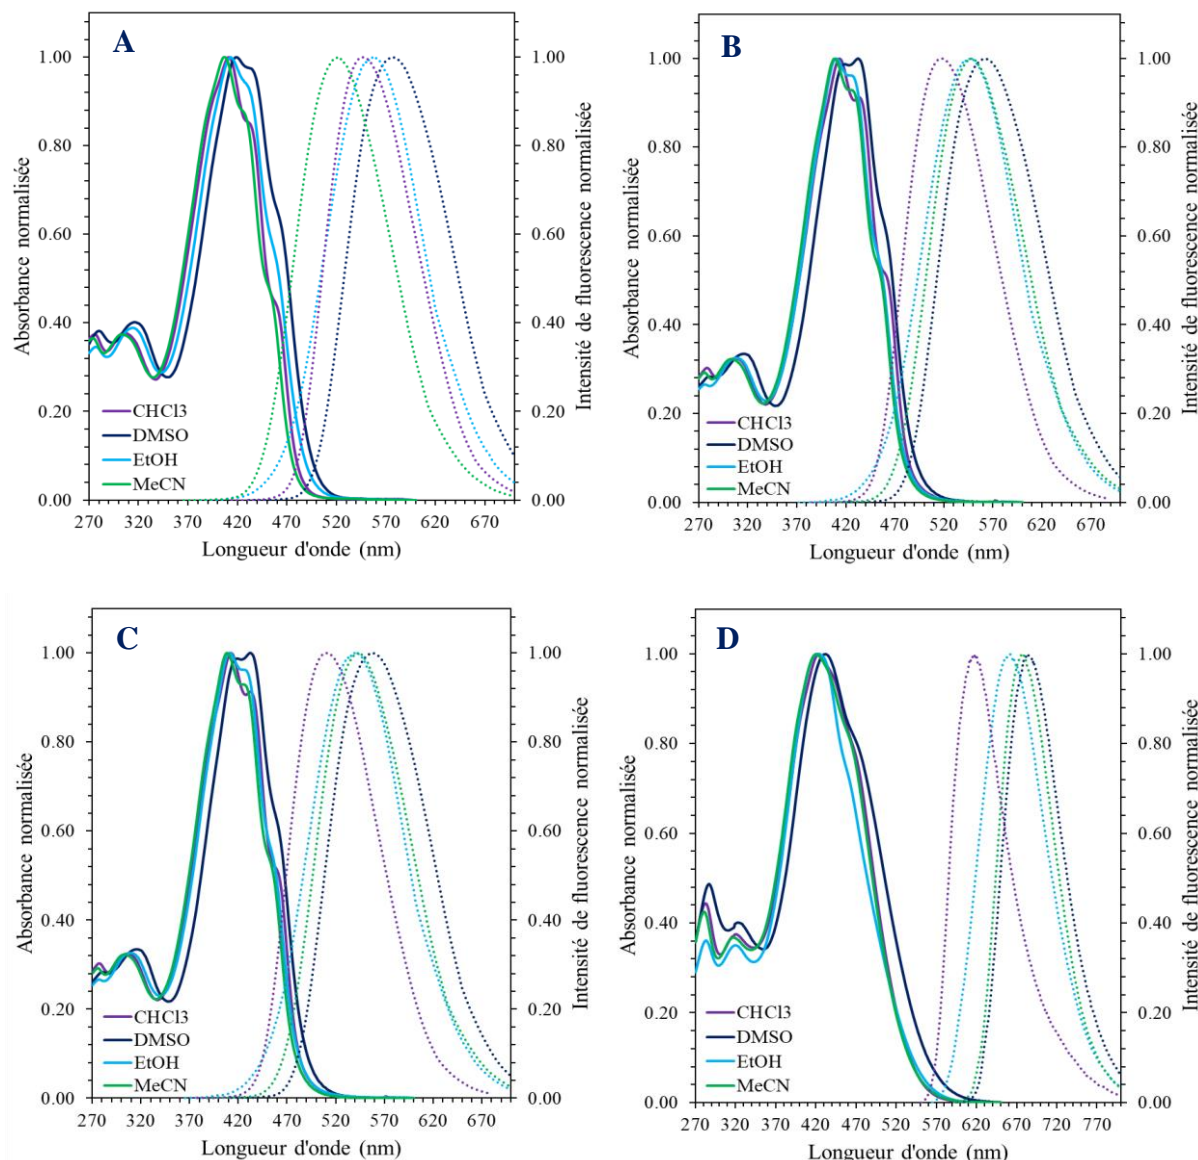 A
1.00
0.80
0.60
0.40
0.20
0.00
Absorbance normalisée
CHCl3
DMSO
EtOH
MeCN
270 320 370 420 470 520 570 620 670
Longueur d'onde (nm)
1.00
0.80
0.60
0.40
0.20
0.00
Intensité de fluorescence normalisée
B
1.00
0.80
0.60
0.40
0.20
0.00
Absorbance normalisée
CHCl3
DMSO
EtOH
MeCN
270 320 370 420 470 520 570 620 670
Longueur d'onde (nm)
1.00
0.80
0.60
0.40
0.20
0.00
Intensité de fluorescence normalisée
C
1.00
0.80
0.60
0.40
0.20
0.00
Absorbance normalisée
CHCl3
DMSO
EtOH
MeCN
270 320 370 420 470 520 570 620 670
Longueur d'onde (nm)
1.00
0.80
0.60
0.40
0.20
0.00
Intensité de fluorescence normalisée
D
1.00
0.80
0.60
0.40
0.20
0.00
Absorbance normalisée
CHCl3
DMSO
EtOH
MeCN
270 320 370 420 470 520 570 620 670 720 770
Longueur d'onde (nm)
1.00
0.80
0.60
0.40
0.20
0.00
Intensité de fluorescence normalisée